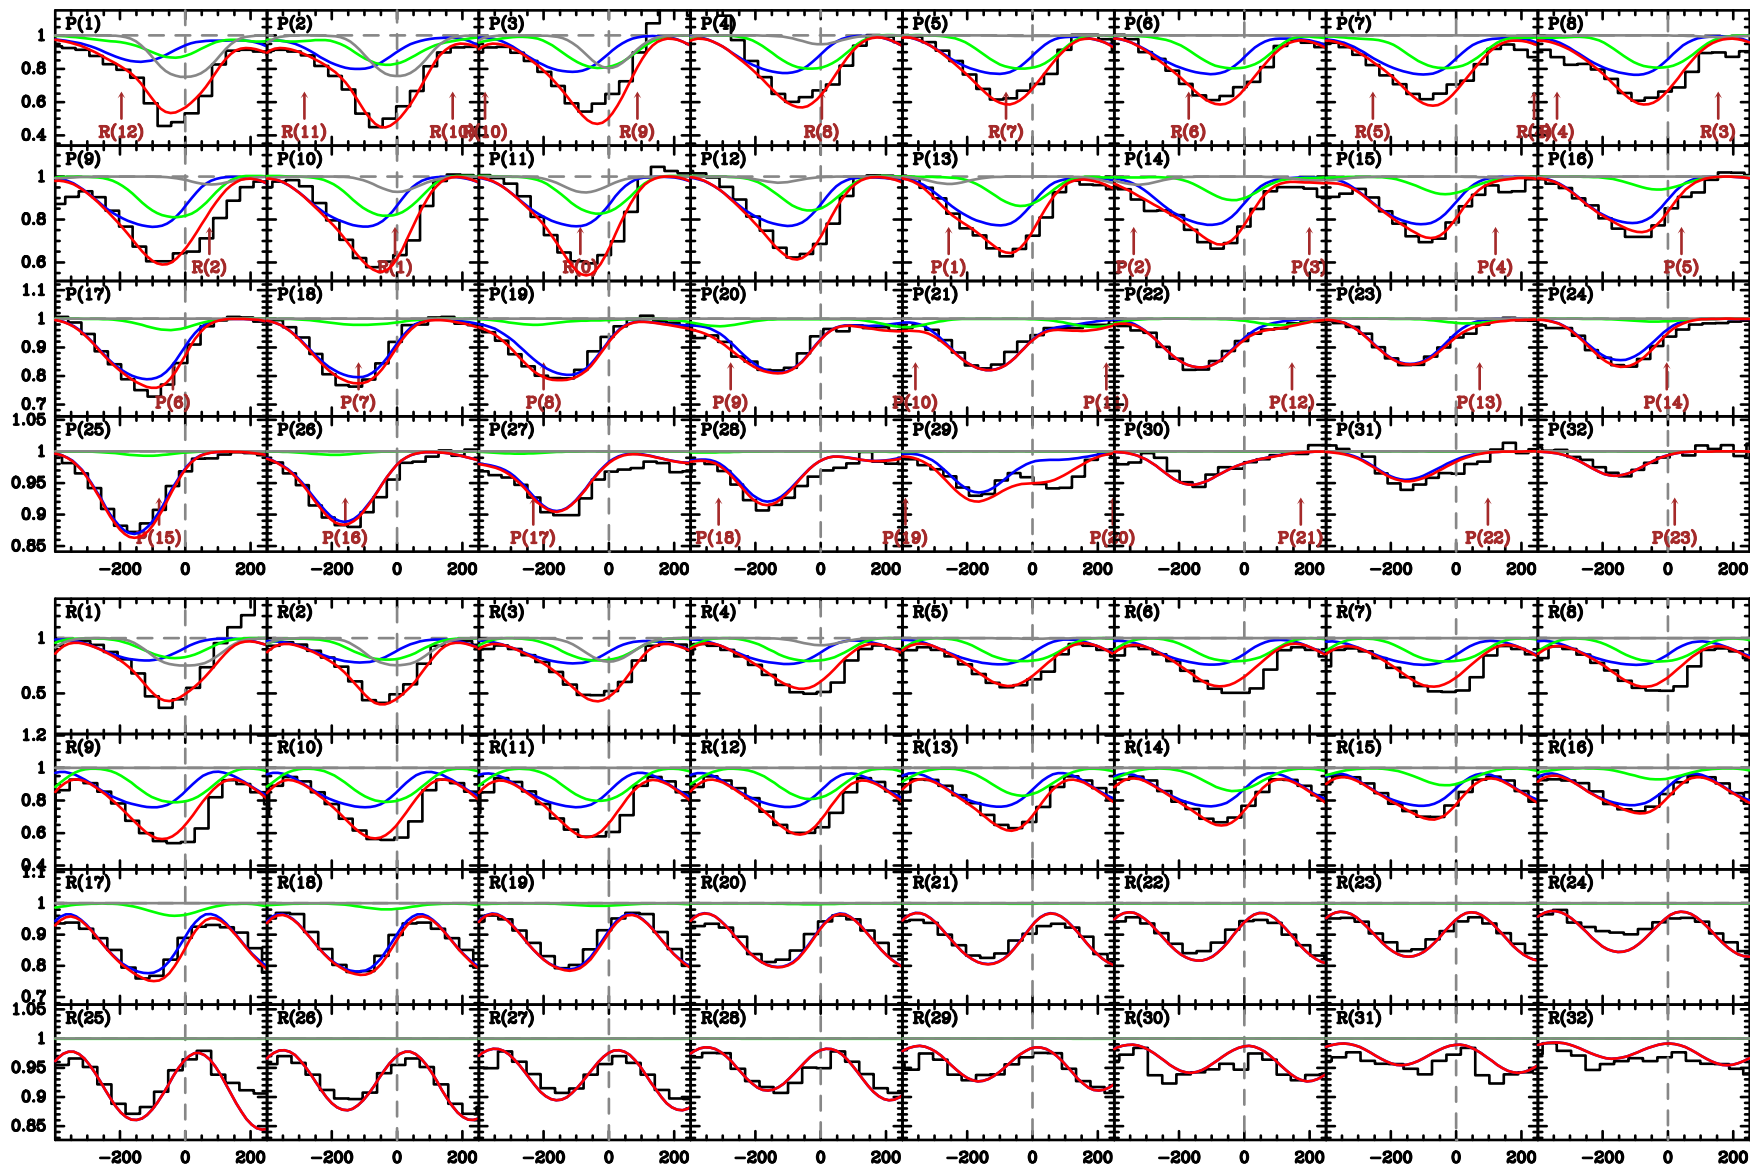 P(1) P(2) P(3) P(4) P(5) P(6) P(7) P(8)
1
0.8
0.6
0.4
R(12) R(11) R(10) R(10) R(9) R(8) R(7) R(6) R(5) R(4) R(3)
P(9) P(10) P(11) P(12) P(13) P(14) P(15) P(16)
1
0.8
0.6
R(2) R(1) R(0) P(1) P(2) P(3) P(4) P(5)
1.1
P(17) P(18) P(19) P(20) P(21) P(22) P(23) P(24)
1
0.9
0.8
0.7
P(6) P(7) P(8) P(9) P(10) P(11) P(12) P(13) P(14)
1.05
P(25) P(26) P(27) P(28) P(29) P(30) P(31) P(32)
1
0.95
0.9
0.85
P(15) P(16) P(17) P(18) P(19) P(20) P(21) P(22) P(23)
-200 0 200 -200 0 200 -200 0 200 -200 0 200 -200 0 200 -200 0 200 -200 0 200 -200 0 200
R(1) R(2) R(3) R(4) R(5) R(6) R(7) R(8)
1
0.5
1.2
R(9) R(10) R(11) R(12) R(13) R(14) R(15) R(16)
1
0.8
0.6
0.4
1.1
R(17) R(18) R(19) R(20) R(21) R(22) R(23) R(24)
1
0.9
0.8
0.7
1.05
R(25) R(26) R(27) R(28) R(29) R(30) R(31) R(32)
1
0.95
0.9
0.85
-200 0 200 -200 0 200 -200 0 200 -200 0 200 -200 0 200 -200 0 200 -200 0 200 -200 0 200